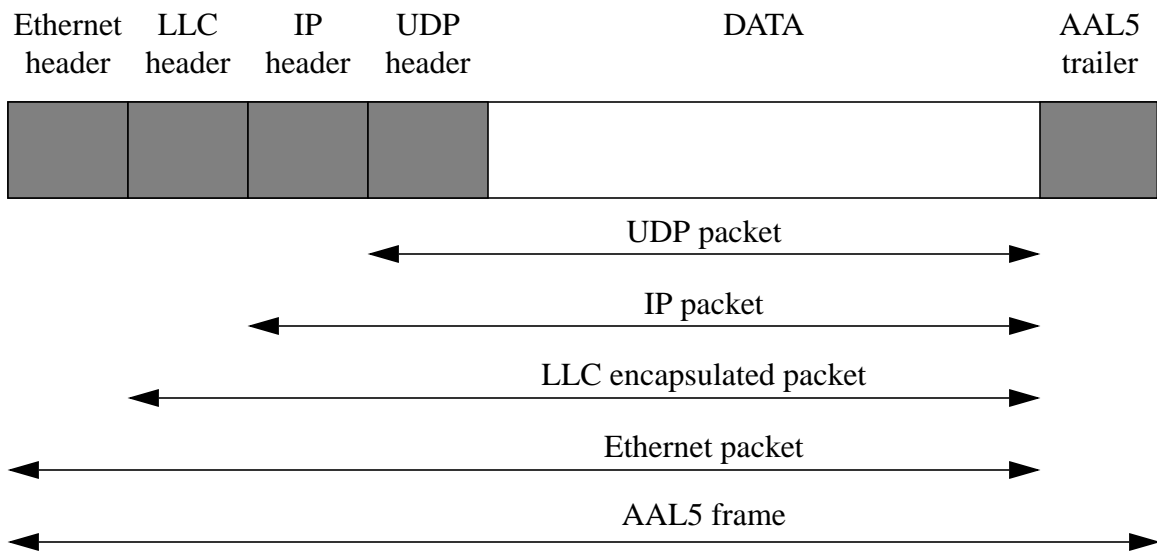 Ethernet header
LLC header
IP header
UDP header
DATA
AAL5 trailer
UDP packet
IP packet
LLC encapsulated packet
Ethernet packet
AAL5 frame